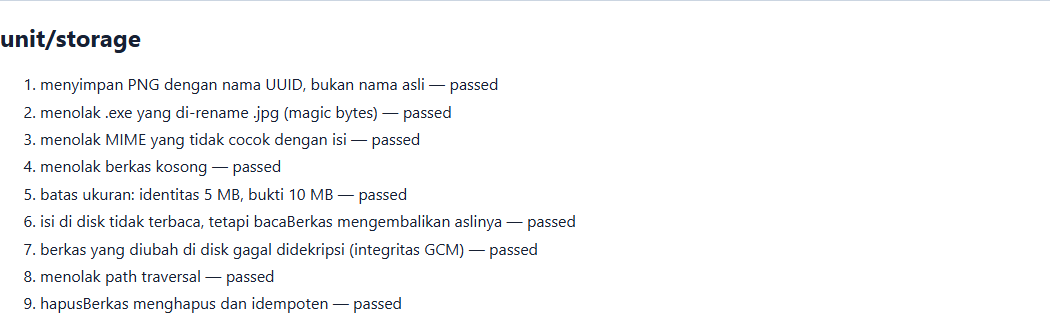 unit/storage
1. menyimpan PNG dengan nama UUID, bukan nama asli — passed
2. menolak .exe yang di-rename .jpg (magic bytes) — passed
3. menolak MIME yang tidak cocok dengan isi — passed
4. menolak berkas kosong — passed
5. batas ukuran: identitas 5 MB, bukti 10 MB — passed
6. isi di disk tidak terbaca, tetapi bacaBerkas mengembalikan aslinya — passed
7. berkas yang diubah di disk gagal didekripsi (integritas GCM) — passed
8. menolak path traversal — passed
9. hapusBerkas menghapus dan idempoten — passed